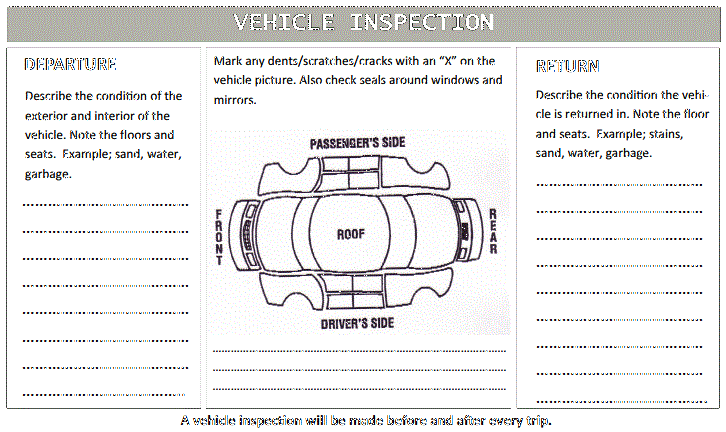 VEHICLE INSPECTION
DEPARTURE
Describe the condition of the
exterior and interior of the
vehicle. Note the floors and
seats. Example; sand, water,
garbage.
Mark any dents/scratches/cracks with an “X” on the
vehicle picture. Also check seals around windows and
mirrors.
PASSENGER'S SIDE
FRONT
ROOF
REAR
DRIVER'S SIDE
RETURN
Describe the condition the vehi-
cle is returned in. Note the floor
and seats. Example; stains,
sand, water, garbage.
A vehicle inspection will be made before and after every trip.